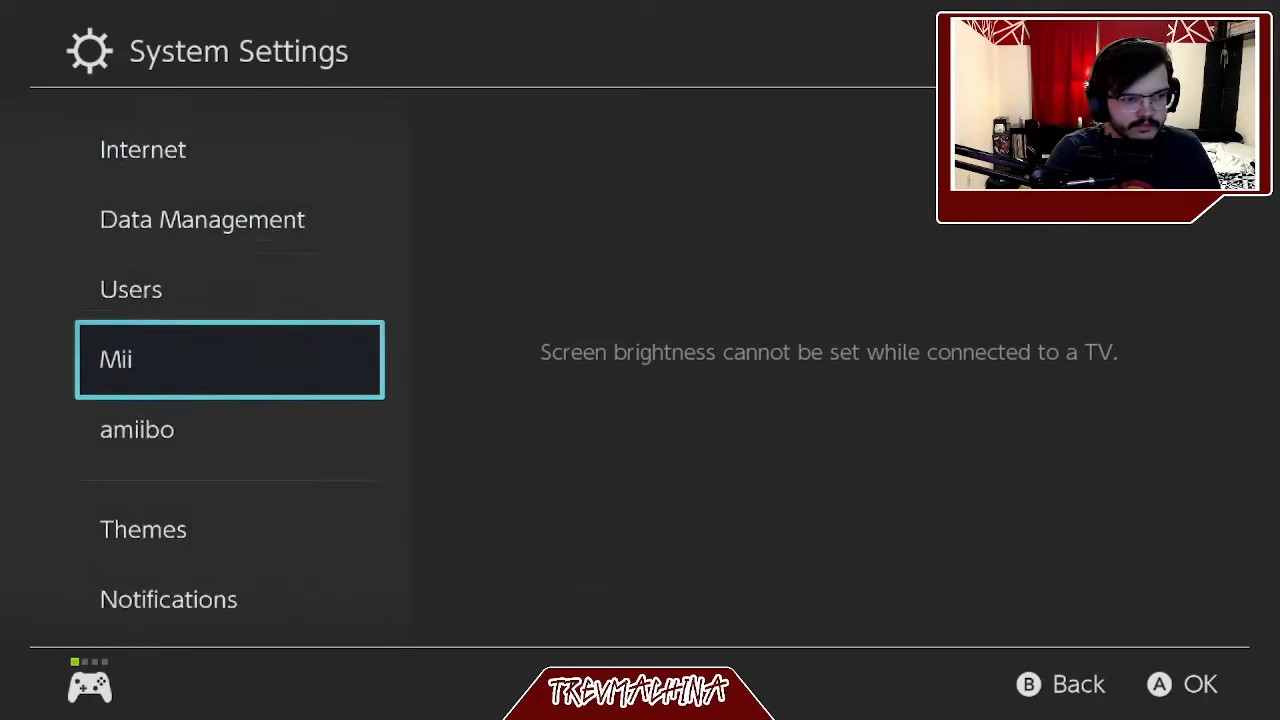 System Settings
Internet
Data Management
Users
Mii
amiibo
Themes
Notifications
Screen brightness cannot be set while connected to a TV.
TREVMACHINA
B Back
A OK